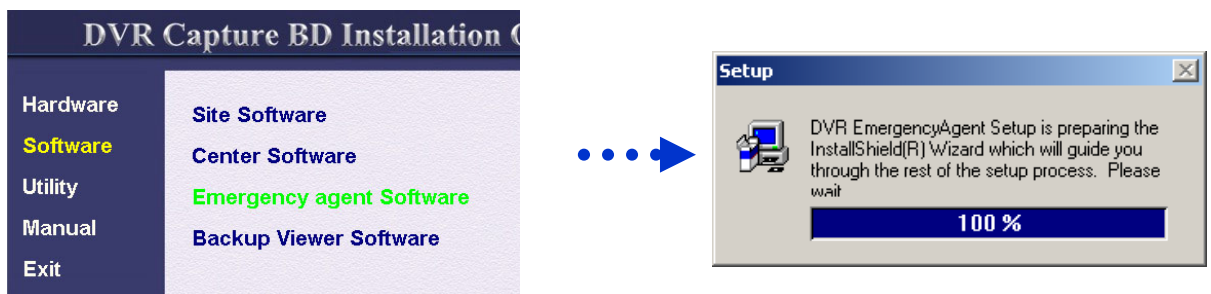 DVR Capture BD Installation
Hardware
Software
Utility
Manual
Exit
Site Software
Center Software
Emergency agent Software
Backup Viewer Software
Setup
DVR EmergencyAgent Setup is preparing the
InstallShield(R) Wizard which will guide you
through the rest of the setup process. Please
wait
100 %